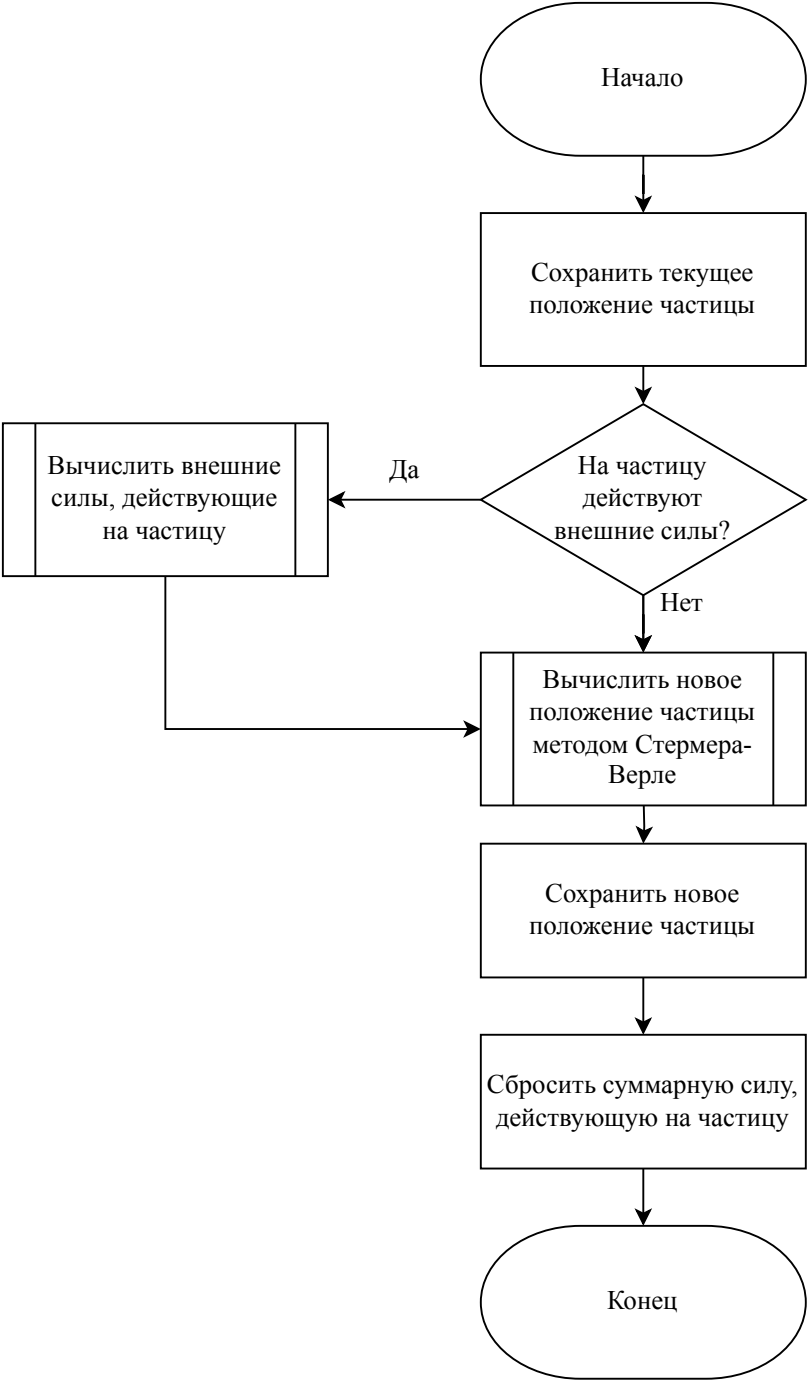 Начало
Сохранить текущее
положение частицы
На частицу
действуют
внешние силы?
Да
Вычислить внешние
силы, действующие
на частицу
Нет
Вычислить новое
положение частицы
методом Стермера-
Верле
Сохранить новое
положение частицы
Сбросить суммарную силу,
действующую на частицу
Конец